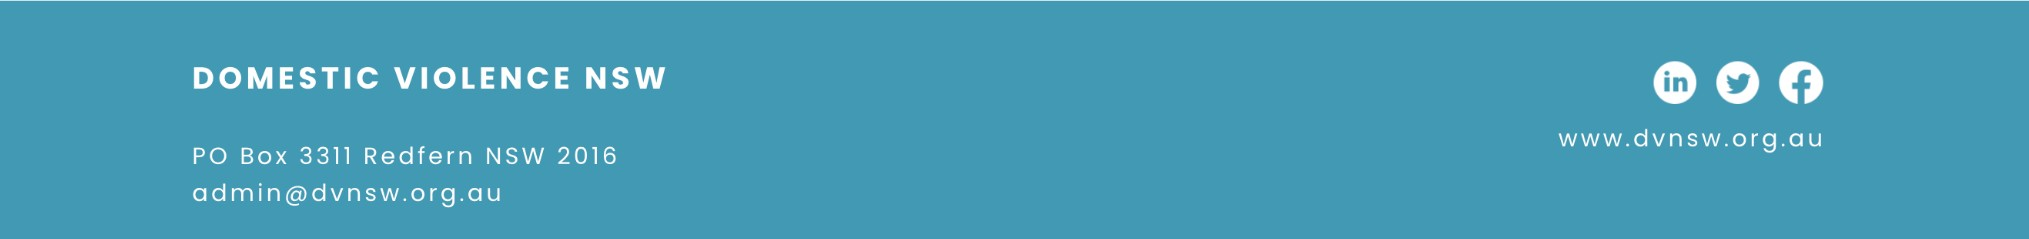 DOMESTIC VIOLENCE NSW
PO Box 3311 Redfern NSW 2016
admin@dvnsw.org.au
www.dvnsw.org.au